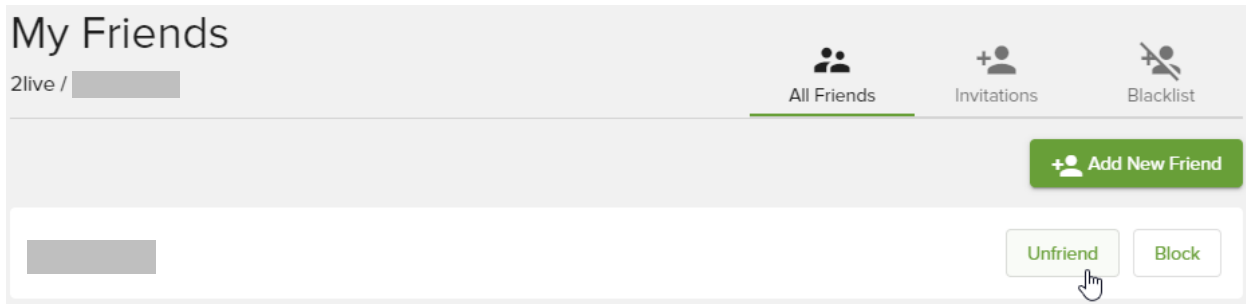 My Friends
2live /
All Friends
Invitations
Blacklist
Add New Friend
Unfriend
Block